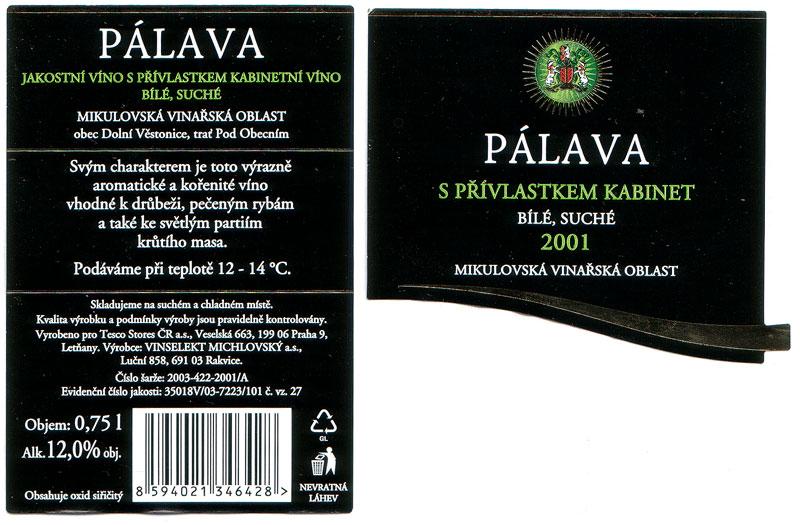 PÁLAVA
JAKOSTNÍ VÍNO S PŘÍVLASTKEM KABINETNÍ VÍNO
BÍLÉ, SUCHÉ
MIKULOVSKÁ VINAŘSKÁ OBLAST
obec Dolní Věstonice, trať Pod Obecním
Svým charakterem je toto výrazně
aromatické a kořenité víno
vhodné k drůbeži, pečeným rybám
a také ke světlým partiím
krůtího masa.
Podáváme při teplotě 12 - 14 °C.
Skladujeme na suchém a chladném místě.
Kvalita výrobku a podmínky výroby jsou pravidelně kontrolovány.
Vyrobeno pro Tesco Stores ČR a.s., Veselská 663, 199 06 Praha 9,
Letňany. Výrobce: VINSELEKT MICHLOVSKÝ a.s.,
Luční 858, 691 03 Rakvice.
Číslo šarže: 2003-422-2001/A
Evidenční číslo jakosti: 35018V/03-7223/101 č. vz. 27
Objem: 0,75 l
Alk.12,0% obj.
Obsahuje oxid siřičitý
8 594021 346428 >
GL
NEVRATNÁ
LÁHEV
PÁLAVA
S PŘÍVLASTKEM KABINET
BÍLÉ, SUCHÉ
2001
MIKULOVSKÁ VINAŘSKÁ OBLAST